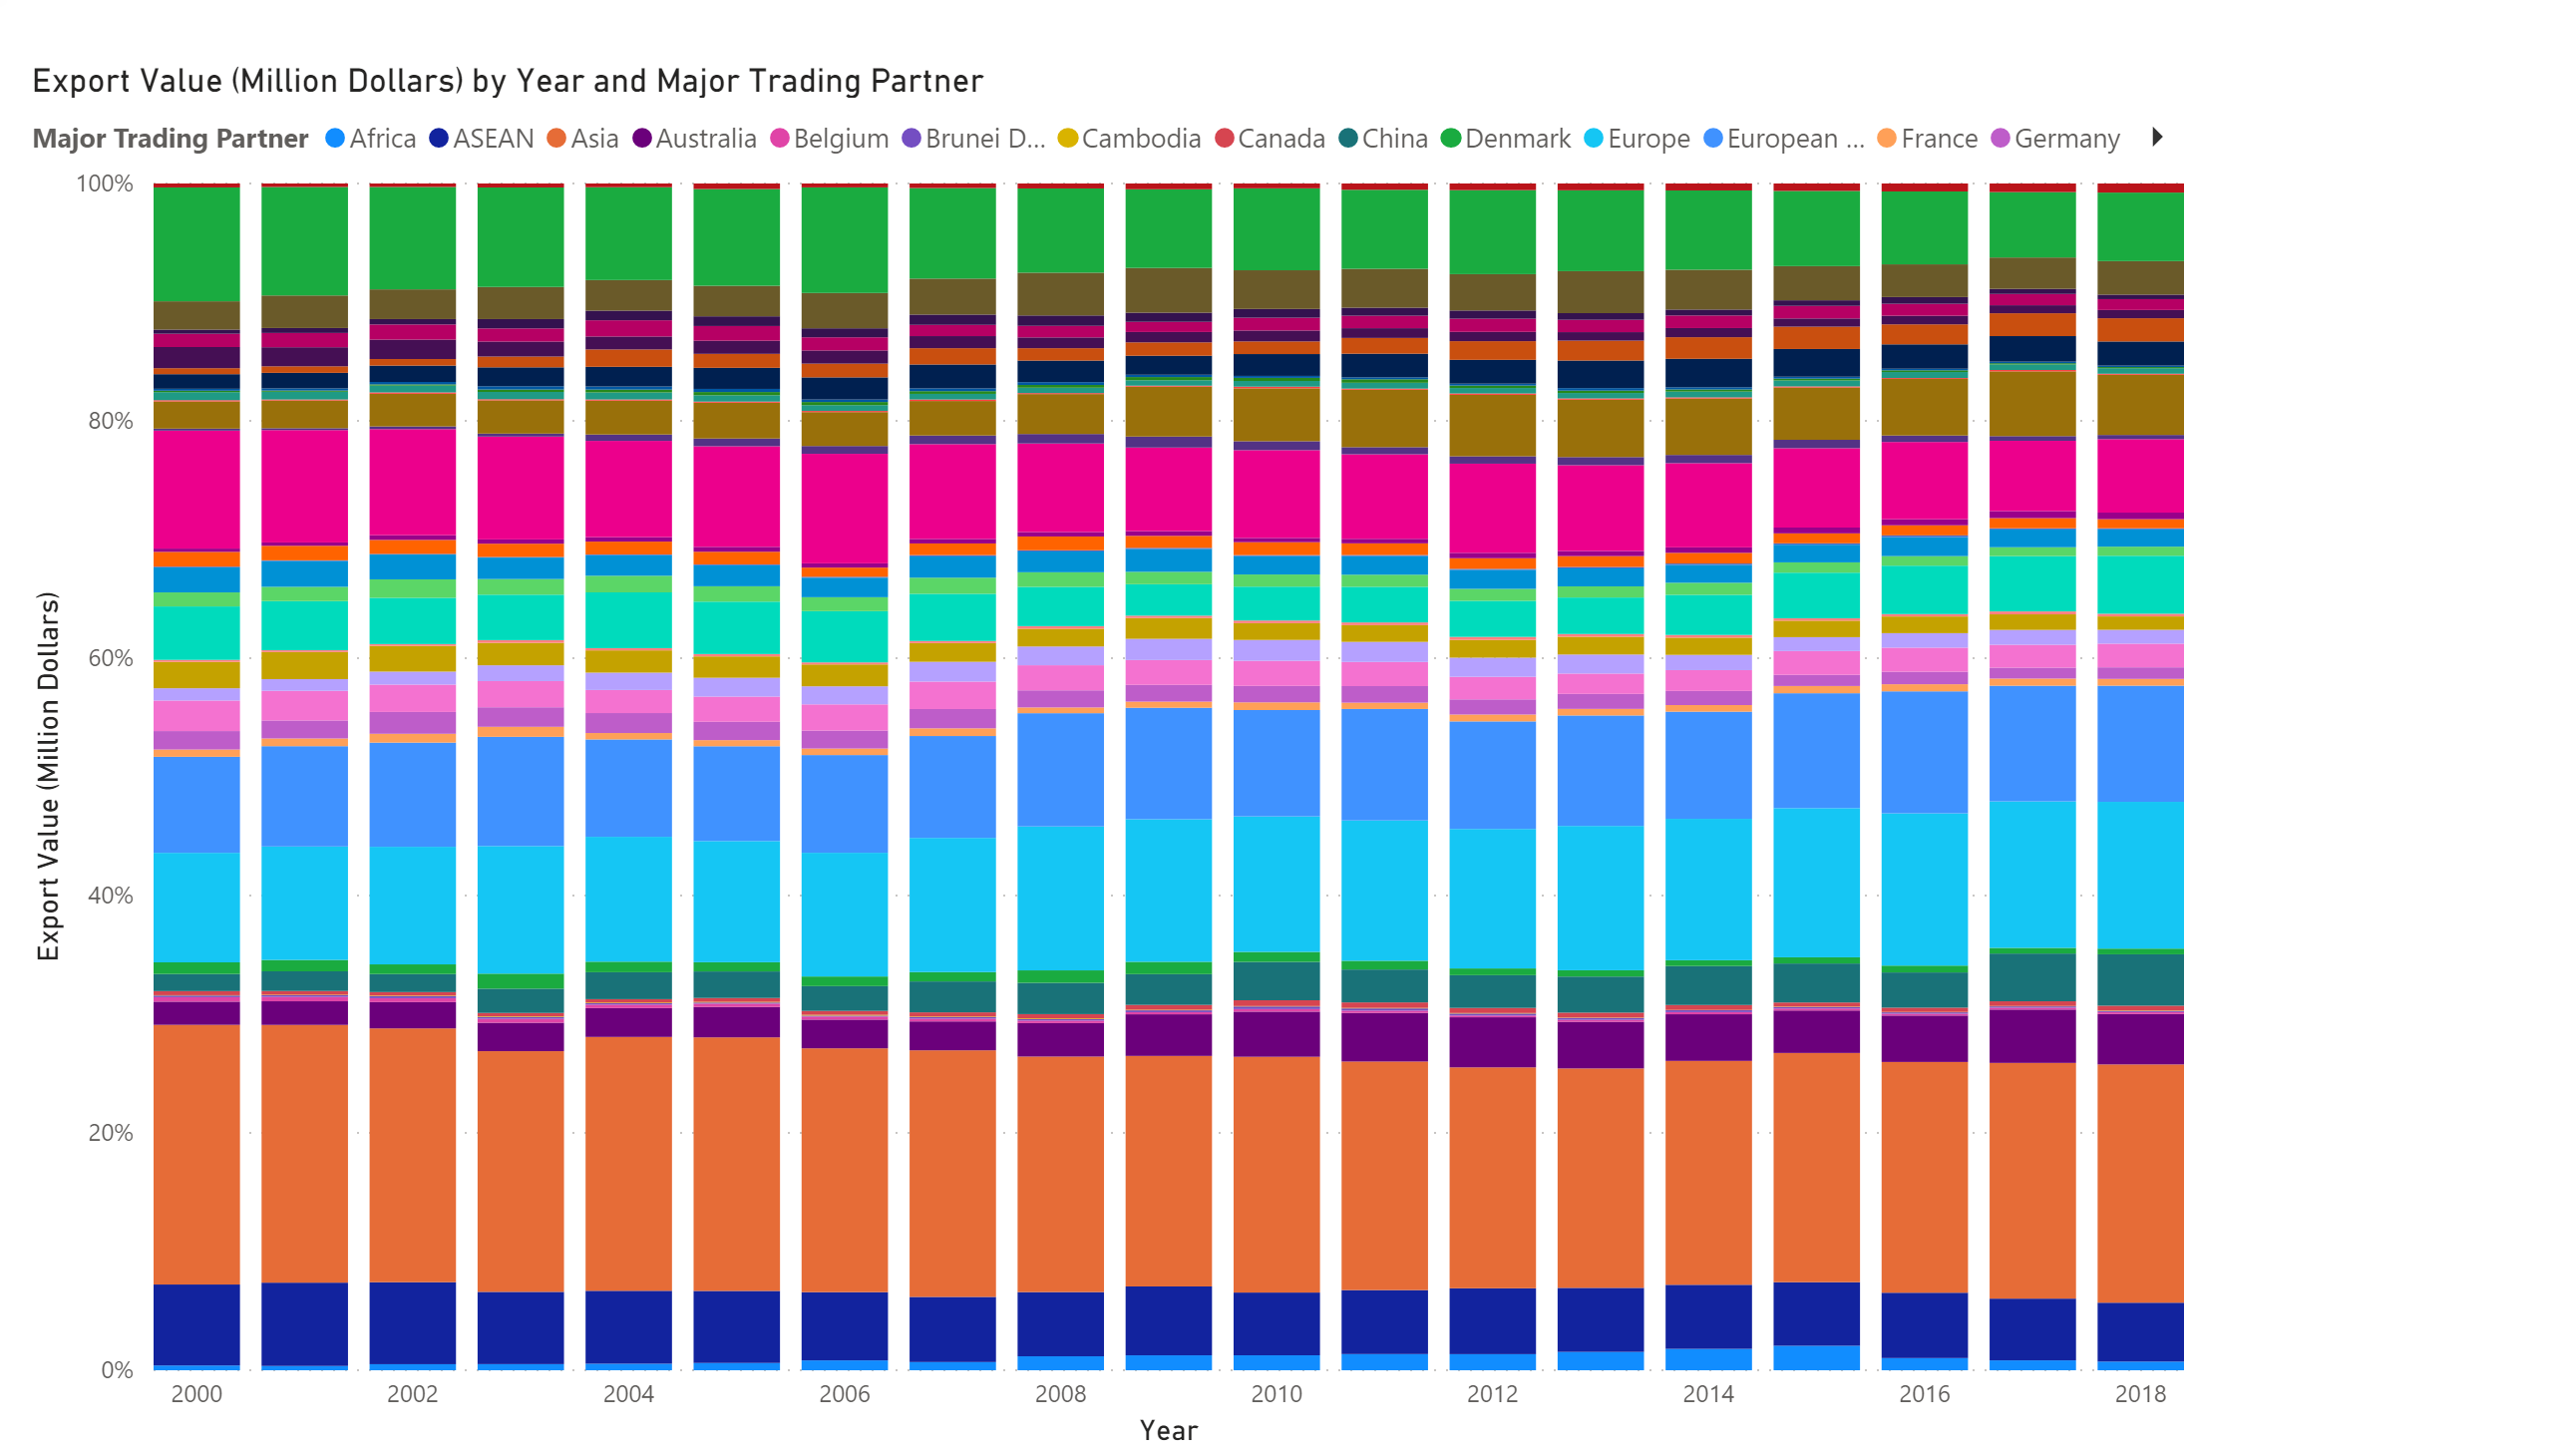 Export Value (Million Dollars) by Year and Major Trading Partner
Major Trading Partner Africa ASEAN Asia Australia Belgium Brunei D... Cambodia Canada China Denmark Europe European ... France Germany
100%
80%
60%
40%
20%
0%
Export Value (Million Dollars)
2000 2002 2004 2006 2008 2010 2012 2014 2016 2018
Year